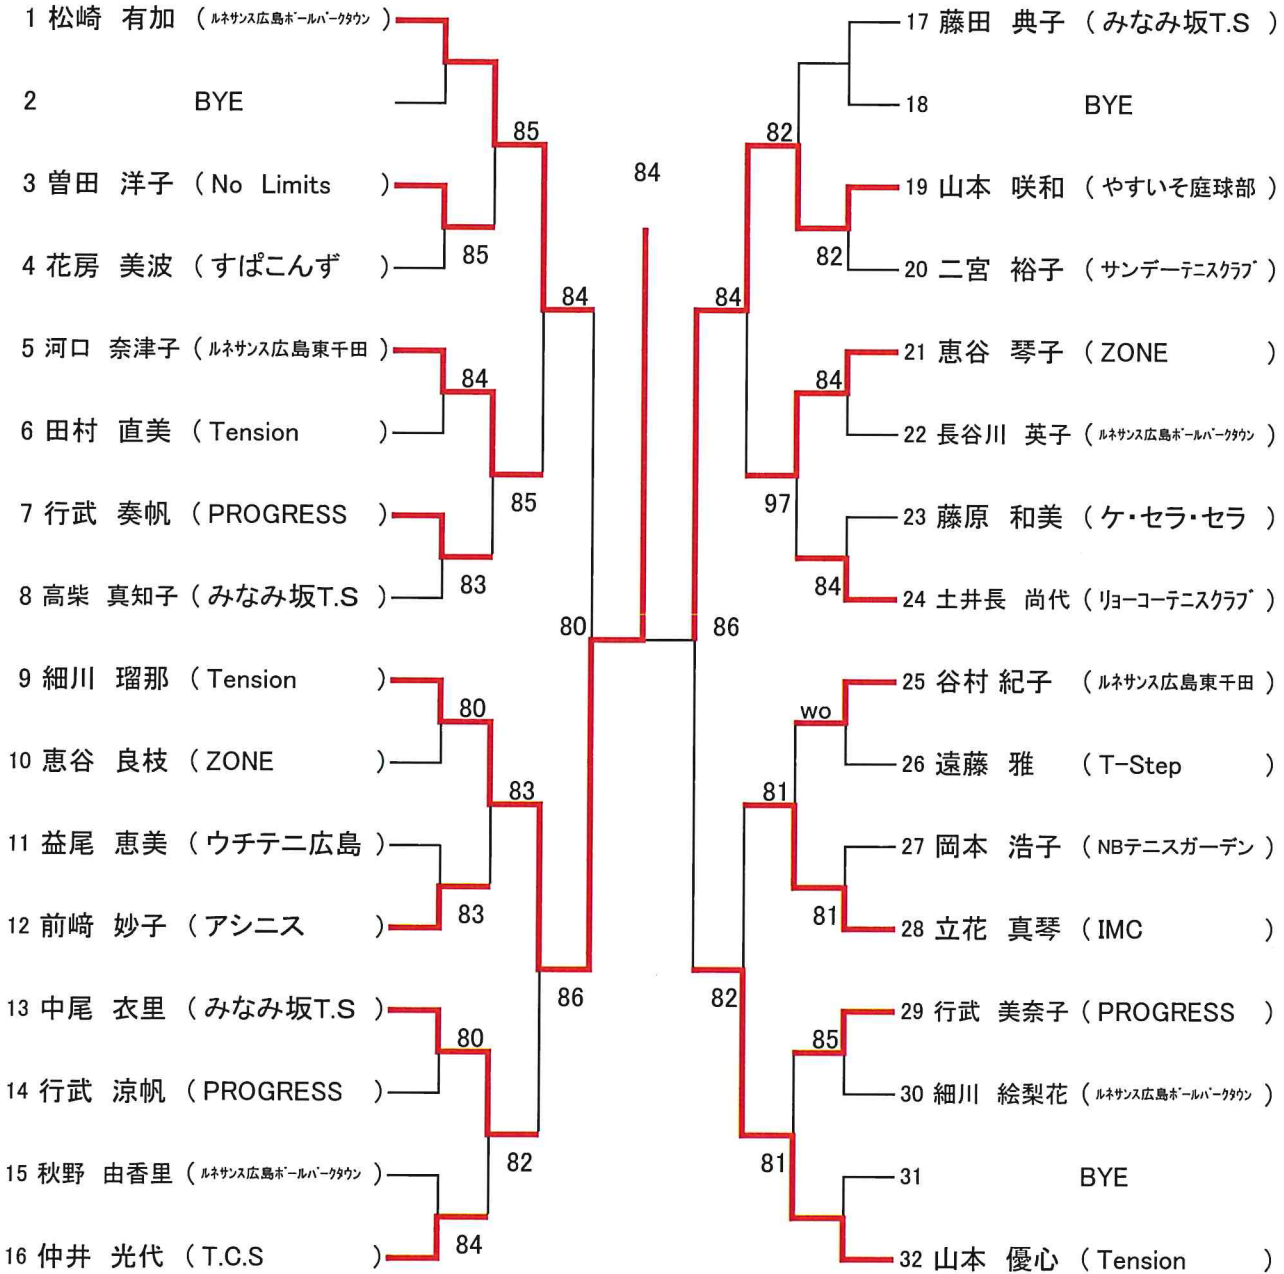 1 松崎 有加 (ルネサンス広島ボールパークタウン)
2 BYE
85
3 曽田 洋子 (No Limits)
85
4 花房 美波 (すぱこんず)
84
5 河口 奈津子 (ルネサンス広島東千田)
84
6 田村 直美 (Tension)
85
7 行武 奏帆 (PROGRESS)
83
8 高柴 真知子 (みなみ坂T.S)
80
9 細川 瑠那 (Tension)
80
10 恵谷 良枝 (ZONE)
83
11 益尾 恵美 (ウチテニ広島)
83
12 前﨑 妙子 (アシニス)
86
13 中尾 衣里 (みなみ坂T.S)
80
14 行武 涼帆 (PROGRESS)
82
15 秋野 由香里 (ルネサンス広島ボールパークタウン)
84
16 仲井 光代 (T.C.S)
84
17 藤田 典子 (みなみ坂T.S)
18 BYE
82
19 山本 咲和 (やすいそ庭球部)
82
20 二宮 裕子 (サンデーテニスクラブ)
84
21 恵谷 琴子 (ZONE)
84
22 長谷川 英子 (ルネサンス広島ボールパークタウン)
97
23 藤原 和美 (ケ・セラ・セラ)
84
24 土井長 尚代 (リョーコーテニスクラブ)
86
25 谷村 紀子 (ルネサンス広島東千田)
wo
26 遠藤 雅 (T-Step)
81
27 岡本 浩子 (NBテニスガーデン)
81
28 立花 真琴 (IMC)
82
29 行武 美奈子 (PROGRESS)
85
30 細川 絵梨花 (ルネサンス広島ボールパークタウン)
81
31 BYE
32 山本 優心 (Tension)